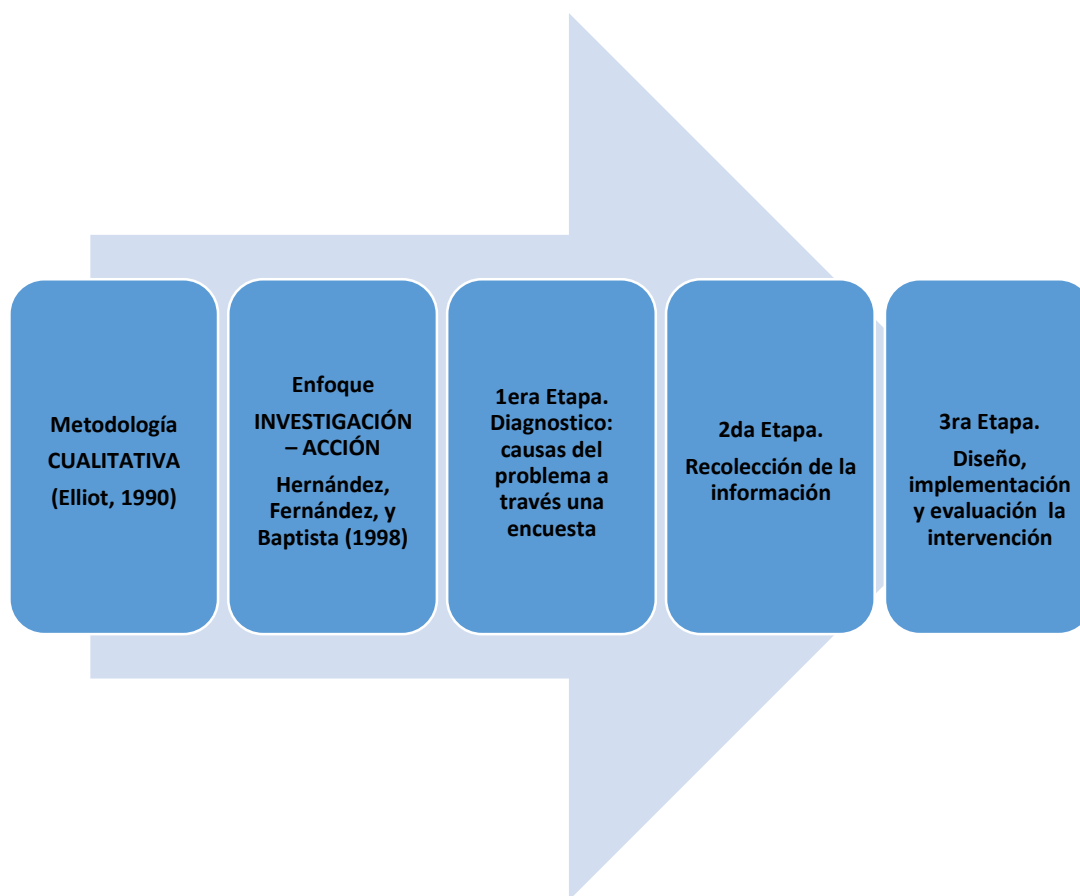 Metodología
CUALITATIVA
(Elliot, 1990)
Enfoque
INVESTIGACIÓN
– ACCIÓN
Hernández,
Fernández, y
Baptista (1998)
1era Etapa.
Diagnostico:
causas del
problema a
través una
encuesta
2da Etapa.
Recolección de la
información
3ra Etapa.
Diseño,
implementación
y evaluación  la
intervención